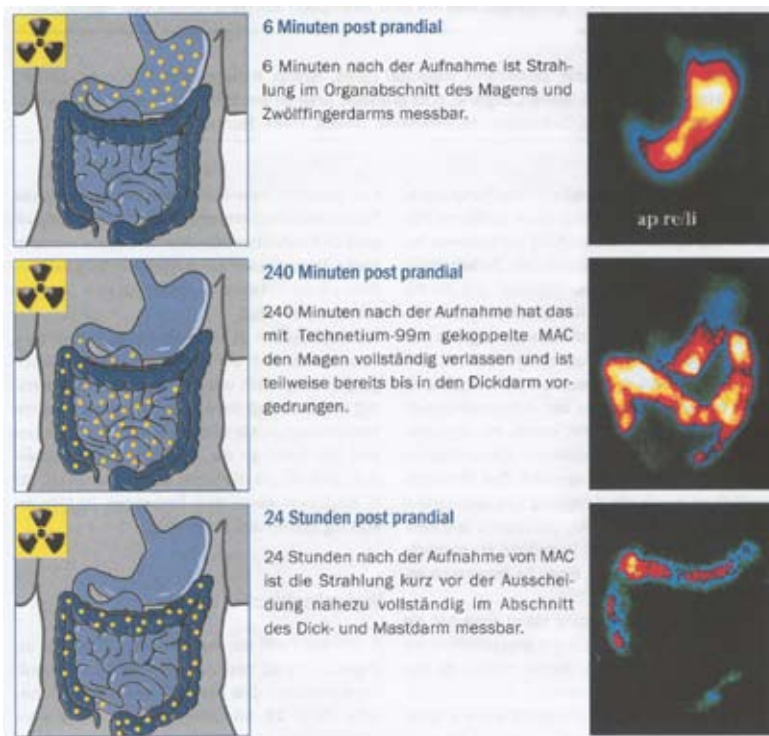 6 Minuten post prandial
6 Minuten nach der Aufnahme ist Strah-
lung im Organabschnitt des Magens und
Zwölffingerdarms messbar.
ap re/li
240 Minuten post prandial
240 Minuten nach der Aufnahme hat das
mit Technetium-99m gekoppelte MAC
den Magen vollständig verlassen und ist
teilweise bereits bis in den Dickdarm vor-
gedrungen.
24 Stunden post prandial
24 Stunden nach der Aufnahme von MAC
ist die Strahlung kurz vor der Ausschei-
dung nahezu vollständig im Abschnitt
des Dick- und Mastdarm messbar.